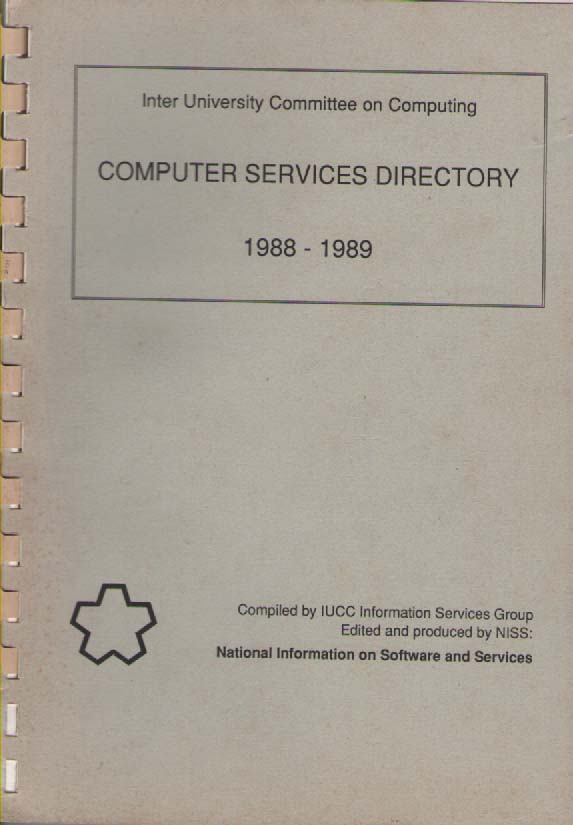 Inter University Committee on Computing
COMPUTER SERVICES DIRECTORY
1988 - 1989
Compiled by IUCC Information Services Group
Edited and produced by NISS:
National Information on Software and Services